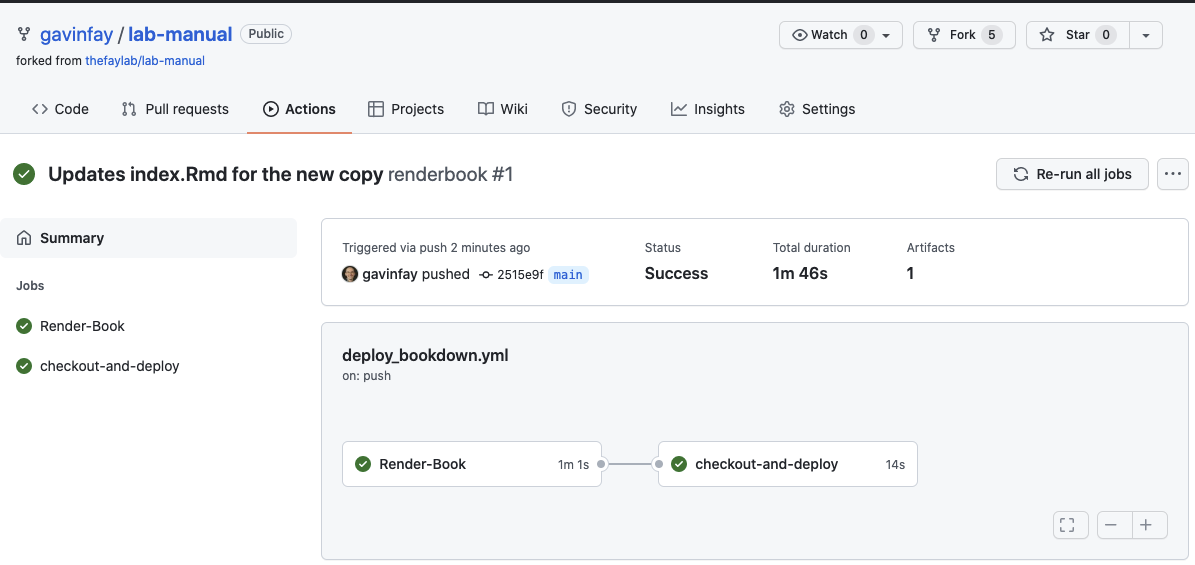 gavinfay / lab-manual Public
Watch 0
Fork 5
Star 0
forked from thefaylab/lab-manual
Code
Pull requests
Actions
Projects
Wiki
Security
Insights
Settings
Updates index.Rmd for the new copy renderbook #1
Re-run all jobs
Summary
Jobs
Render-Book
checkout-and-deploy
Triggered via push 2 minutes ago
gavinfay pushed 2515e9f main
Status
Success
Total duration
1m 46s
Artifacts
1
deploy_bookdown.yml
on: push
Render-Book 1m 1s
checkout-and-deploy 14s